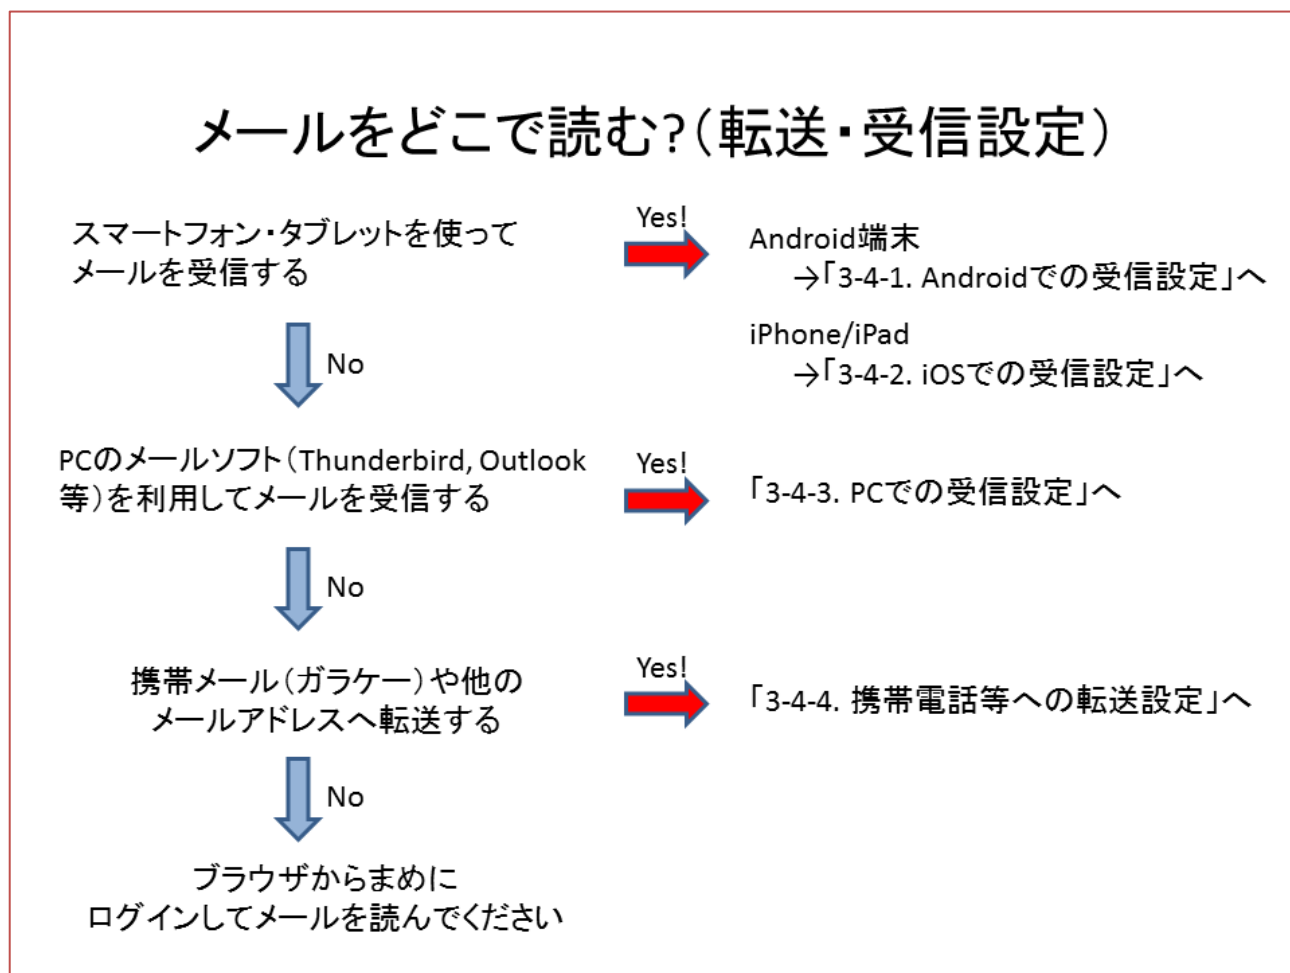 メールをどこで読む?(転送・受信設定)
スマートフォン・タブレットを使って
メールを受信する
Yes!
Android端末
→「3-4-1. Androidでの受信設定」へ
iPhone/iPad
→「3-4-2. iOSでの受信設定」へ
No
PCのメールソフト(Thunderbird, Outlook
等)を利用してメールを受信する
Yes!
「3-4-3. PCでの受信設定」へ
No
携帯メール(ガラケー)や他の
メールアドレスへ転送する
Yes!
「3-4-4. 携帯電話等への転送設定」へ
No
ブラウザからまめに
ログインしてメールを読んでください